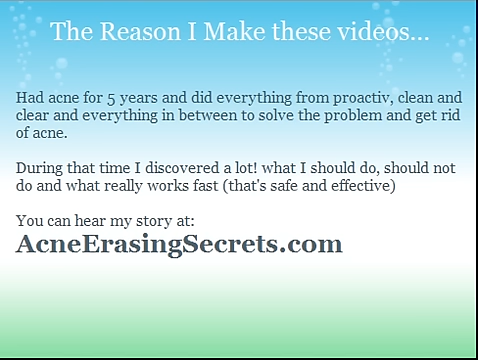 The Reason I Make these videos...
Had acne for 5 years and did everything from proactiv, clean and
clear and everything in between to solve the problem and get rid
of acne.
During that time I discovered a lot! what I should do, should not
do and what really works fast (that's safe and effective)
You can hear my story at:
AcneErasingSecrets.com